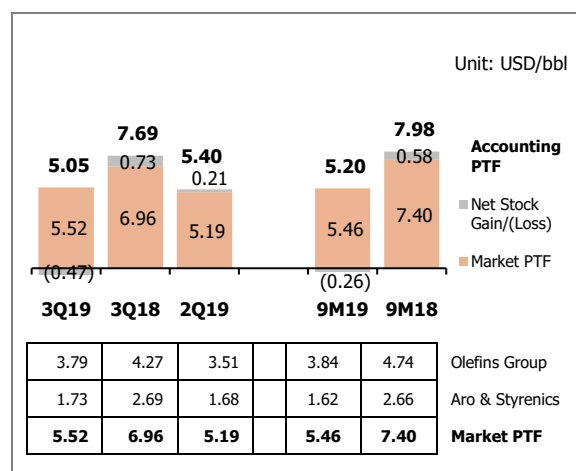 Unit: USD/bbl
5.05
7.69
5.40
5.20
7.98
Accounting
PTF
0.73
0.21
0.58
5.52
6.96
5.19
5.46
7.40
Net Stock
Gain/(Loss)
Market PTF
(0.47)
(0.26)
3Q19 3Q18 2Q19 9M19 9M18
3.79 4.27 3.51 3.84 4.74 Olefins Group
1.73 2.69 1.68 1.62 2.66 Aro & Styrenics
5.52 6.96 5.19 5.46 7.40 Market PTF